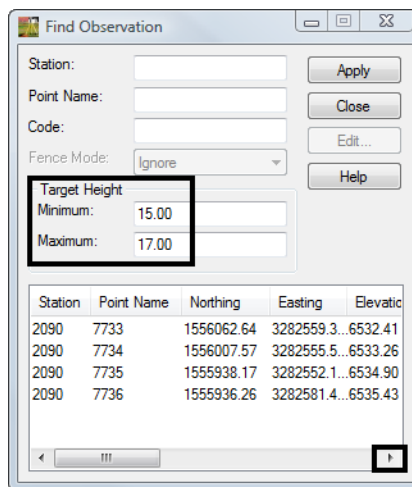 Find Observation
Station:
Apply
Point Name:
Close
Code:
Edit...
Fence Mode: Ignore
Help
Target Height
Minimum: 15.00
Maximum: 17.00
Station Point Name Northing Easting Elevatic
2090 7733 1556062.64 3282559.3...6532.41
2090 7734 1556007.57 3282555.5...6533.26
2090 7735 1555938.17 3282552.1...6534.90
2090 7736 1555936.26 3282581.4...6535.43